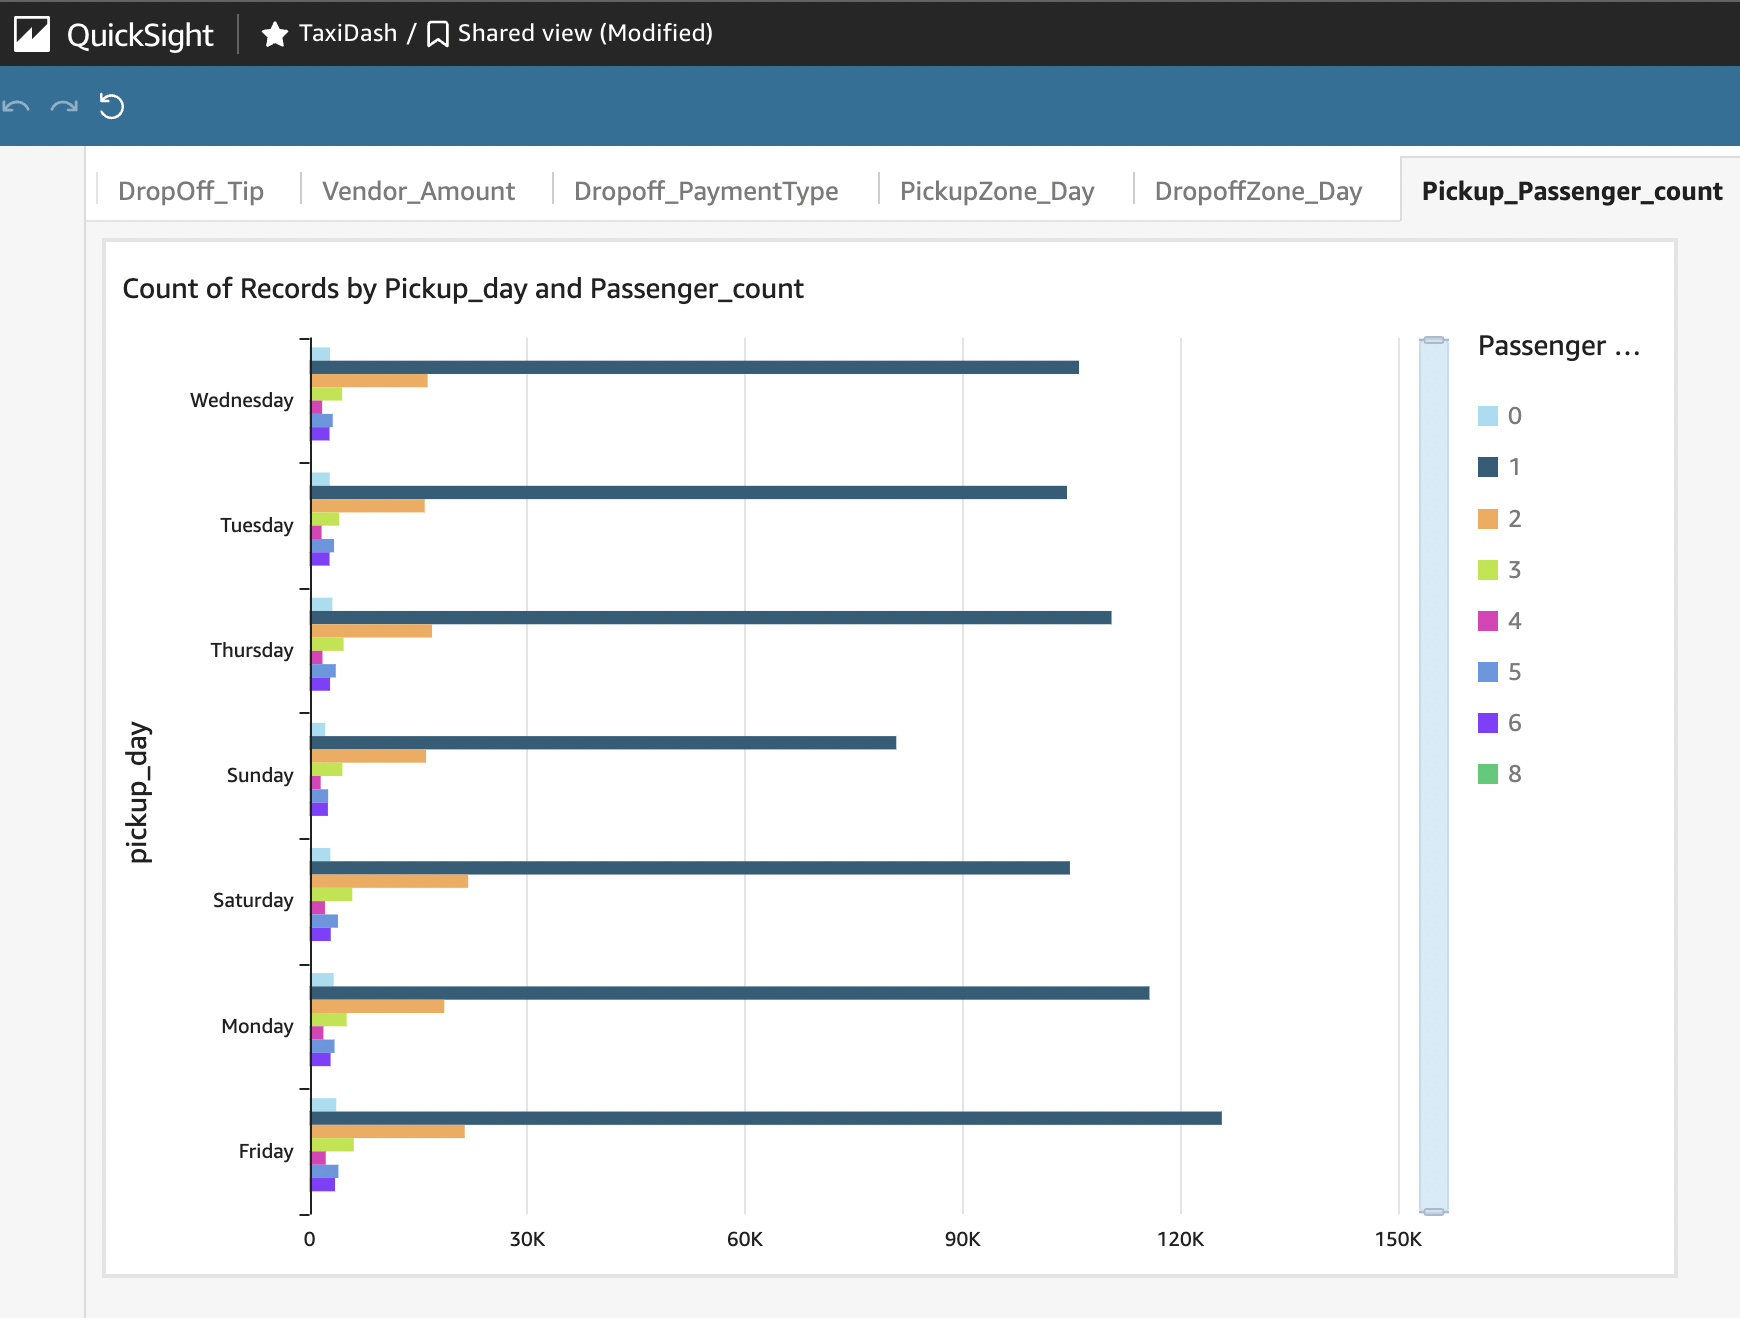 QuickSight TaxiDash / Shared view (Modified)
DropOff_Tip Vendor_Amount Dropoff_PaymentType PickupZone_Day DropoffZone_Day Pickup_Passenger_count
Count of Records by Pickup_day and Passenger_count
pickup_day
Wednesday
Tuesday
Thursday
Sunday
Saturday
Monday
Friday
0 30K 60K 90K 120K 150K
Passenger ...
0
1
2
3
4
5
6
8